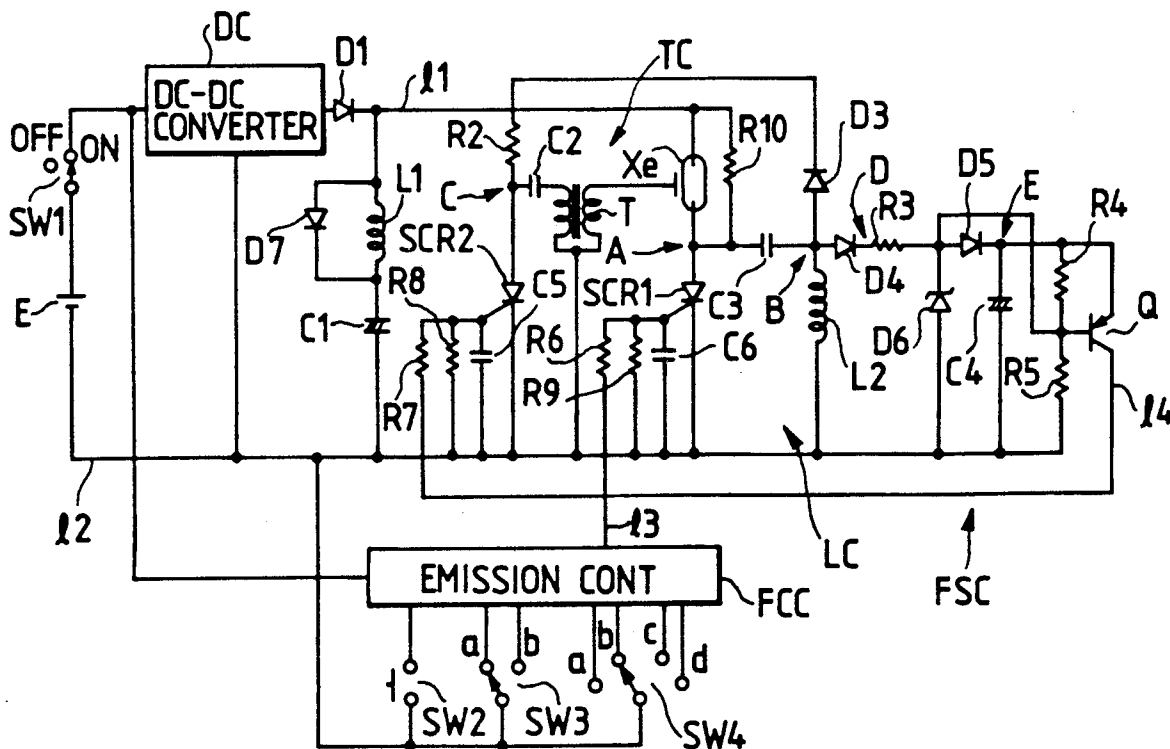 DC
D1
DC-DC
CONVERTER
ℓ1
TC
D3
OFF
ON
SW1
R2
C2
Xe
R10
D
D5
E
R3
R4
L1
D7
C
T
A
SCR2
C5
SCR1
C3
B
D4
Q
E
C1
R8
R6
C6
D6
C4
L2
R7
R9
R5
ℓ4
ℓ2
ℓ3
LC
FSC
EMISSION CONT
FCC
a
b
a
b
c
d
SW2
SW3
SW4